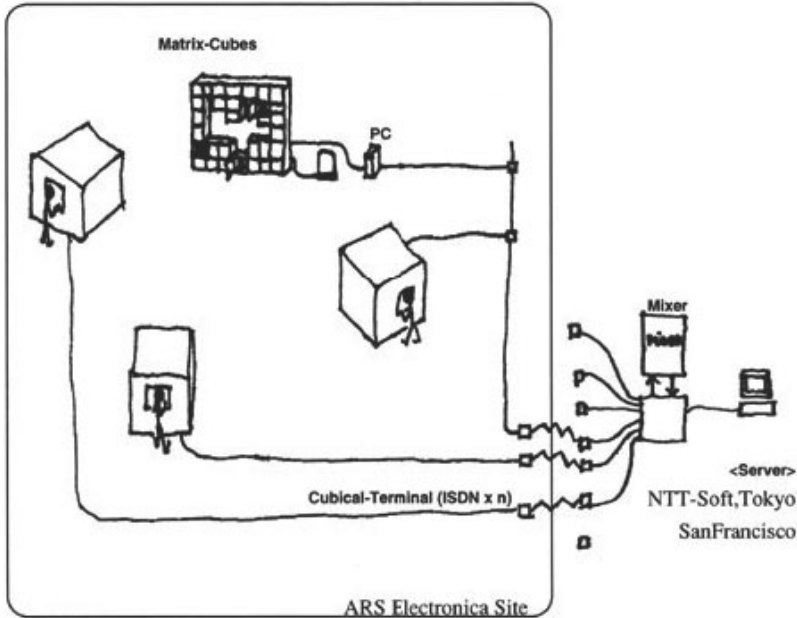 Matrix-Cubes
PC
Mixer
<Server>
Cubical-Terminal (ISDN x n)
NTT-Soft,Tokyo
SanFrancisco
ARS Electronica Site